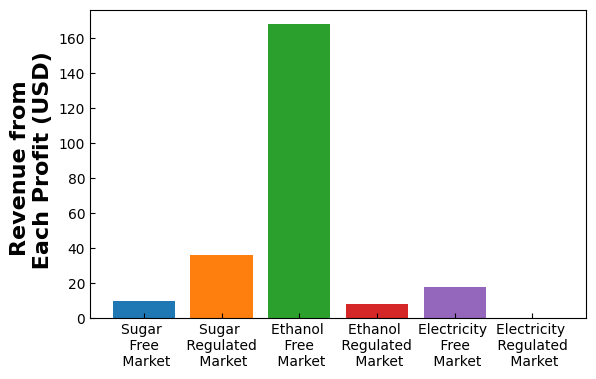 Revenue from
Each Profit (USD)
160
140
120
100
80
60
40
20
0
Sugar Free Market
Sugar Regulated Market
Ethanol Free Market
Ethanol Regulated Market
Electricity Free Market
Electricity Regulated Market